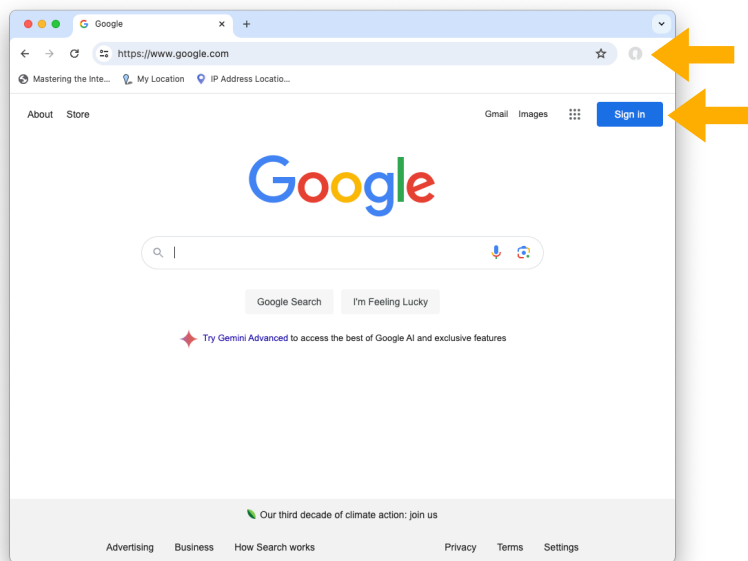 Google
https://www.google.com
Mastering the Inte... My Location IP Address Locatio...
About Store Gmail Images Sign in
Google
Google Search I'm Feeling Lucky
Try Gemini Advanced to access the best of Google AI and exclusive features
Our third decade of climate action: join us
Advertising Business How Search works Privacy Terms Settings